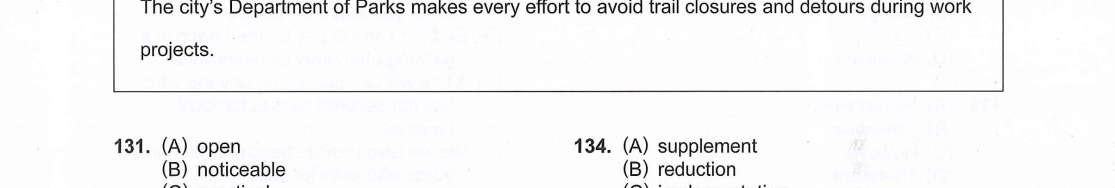 The city's Department of Parks makes every effort to avoid trail closures and detours during work
projects.
131. (A) open
(B) noticeable
134. (A) supplement
(B) reduction